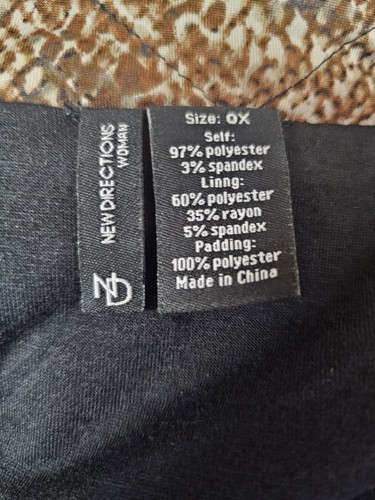 NEW DIRECTIONS
WOMAN
ND
Size: 0X
Self:
97% polyester
3% spandex
Linng:
60% polyester
35% rayon
5% spandex
Padding:
100% polyester
Made in China